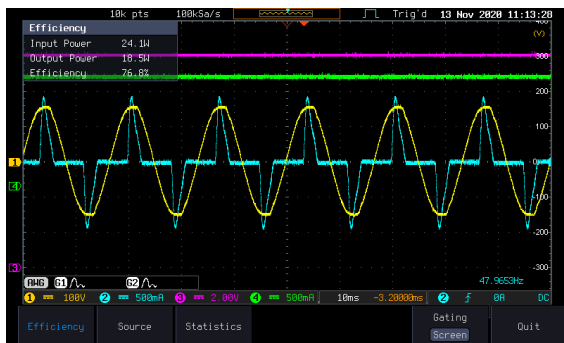 10k pts 100kSa/s Trig'd 13 Nov 2020 11:13:28
Efficiency
Input Power 24.1W
Output Power 18.5W
Efficiency 76.8%
400
(V)
300
200
100
0
-200
-300
1
4
3
AWG G1 G2
47.9653Hz
1 100V 2 500mA 3 2.00V 4 500mA 10ms -3.20000ms 2 0A DC
Efficiency Source Statistics Gating Screen Quit